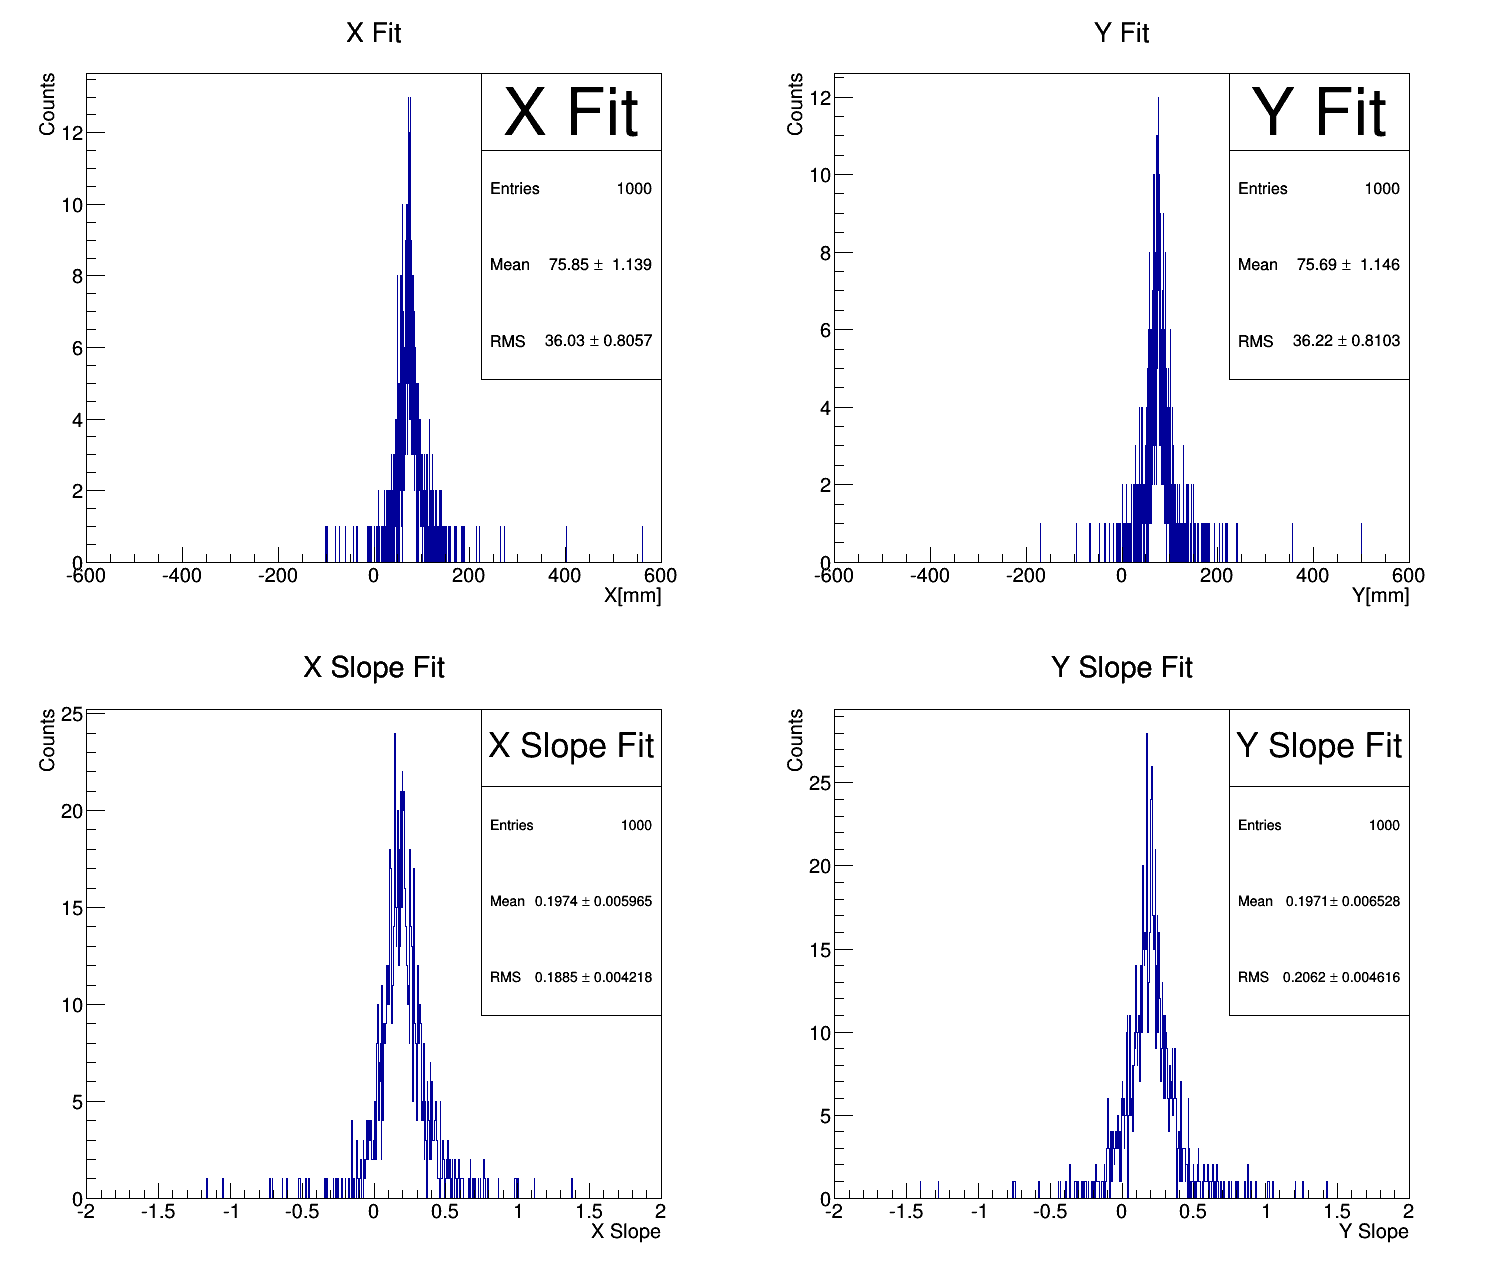 X Fit
Counts
X Fit
Entries 1000
Mean 75.85 ± 1.139
RMS 36.03 ± 0.8057
12
10
8
6
4
2
0
-600 -400 -200 0 200 400 600
X[mm]
Y Fit
Counts
Y Fit
Entries 1000
Mean 75.69 ± 1.146
RMS 36.22 ± 0.8103
12
10
8
6
4
2
0
-600 -400 -200 0 200 400 600
Y[mm]
X Slope Fit
Counts
X Slope Fit
Entries 1000
Mean 0.1974 ± 0.005965
RMS 0.1885 ± 0.004218
25
20
15
10
5
0
-2 -1.5 -1 -0.5 0 0.5 1 1.5 2
X Slope
Y Slope Fit
Counts
Y Slope Fit
Entries 1000
Mean 0.1971 ± 0.006528
RMS 0.2062 ± 0.004616
25
20
15
10
5
0
-2 -1.5 -1 -0.5 0 0.5 1 1.5 2
Y Slope